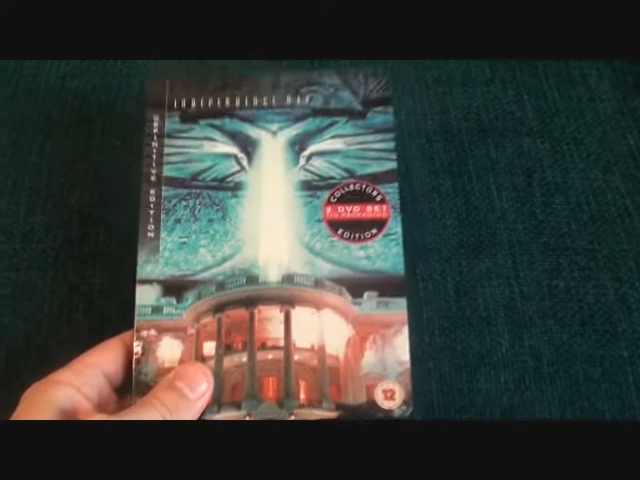 INDEPENDENCE DAY
DEFINITIVE EDITION
COLLECTORS
2 DVD SET
EDITION
12